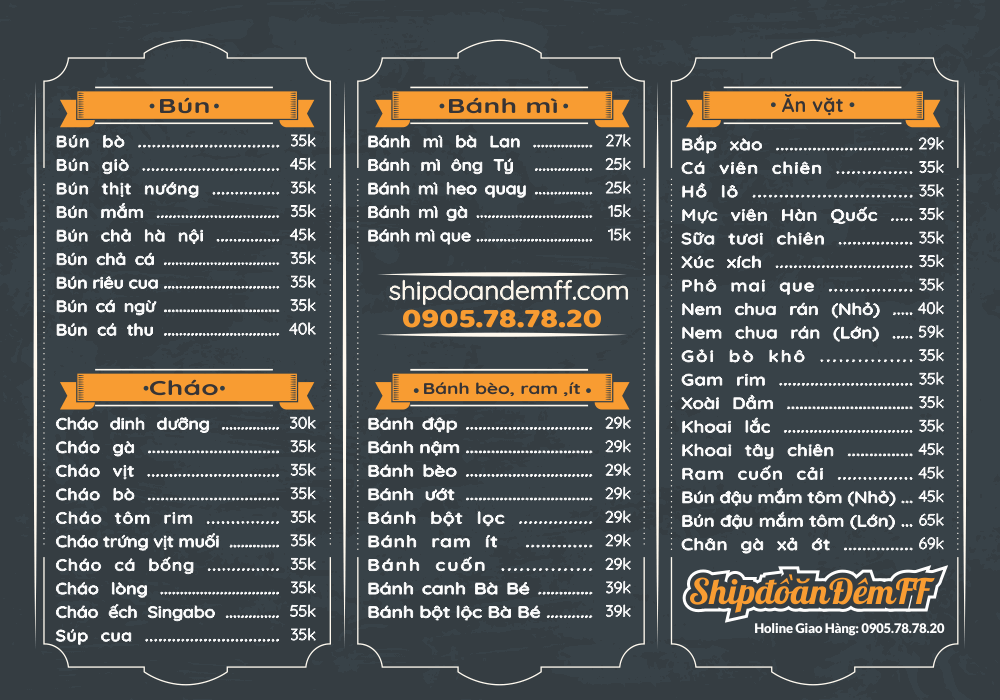 •Bún•
Bún bò ........................ 35k
Bún giò ........................ 45k
Bún thịt nướng ............... 35k
Bún mắm ........................ 35k
Bún chả hà nội ............... 45k
Bún chả cá ........................ 35k
Bún riêu cua ........................ 35k
Bún cá ngừ ........................ 35k
Bún cá thu ........................ 40k
•Cháo•
Cháo dinh dưỡng ............... 30k
Cháo gà ........................ 35k
Cháo vịt ........................ 35k
Cháo bò ........................ 35k
Cháo tôm rim ............... 35k
Cháo trứng vịt muối ............ 35k
Cháo cá bống ............... 35k
Cháo lòng ........................ 35k
Cháo ếch Singabo ............... 55k
Súp cua ........................ 35k
•Bánh mì•
Bánh mì bà Lan ............... 27k
Bánh mì ông Tý ............... 25k
Bánh mì heo quay ............... 25k
Bánh mì gà ........................ 15k
Bánh mì que ........................ 15k
shipdoandemff.com
0905.78.78.20
•Bánh bèo, ram ,ít •
Bánh đập ........................ 29k
Bánh nậm ........................ 29k
Bánh bèo ........................ 29k
Bánh ướt ........................ 29k
Bánh bột lọc ............... 29k
Bánh ram ít ............... 29k
Bánh cuốn ............... 29k
Bánh canh Bà Bé ............... 39k
Bánh bột lộc Bà Bé ............ 39k
• Ăn vặt •
Bắp xào ........................ 29k
Cá viên chiên ............... 35k
Hồ lô ........................ 35k
Mực viên Hàn Quốc ..... 35k
Sữa tươi chiên ............... 35k
Xúc xích ........................ 35k
Phô mai que ............... 35k
Nem chua rán (Nhỏ) ..... 40k
Nem chua rán (Lớn) ..... 59k
Gỏi bò khô ............... 35k
Gam rim ........................ 35k
Xoài Dầm ........................ 35k
Khoai lắc ........................ 35k
Khoai tây chiên ............... 45k
Ram cuốn cải ............... 45k
Bún đậu mắm tôm (Nhỏ) ... 45k
Bún đậu mắm tôm (Lớn) ... 65k
Chân gà xả ớt ............... 69k
ShipđồănĐêmFF
Holine Giao Hàng: 0905.78.78.20